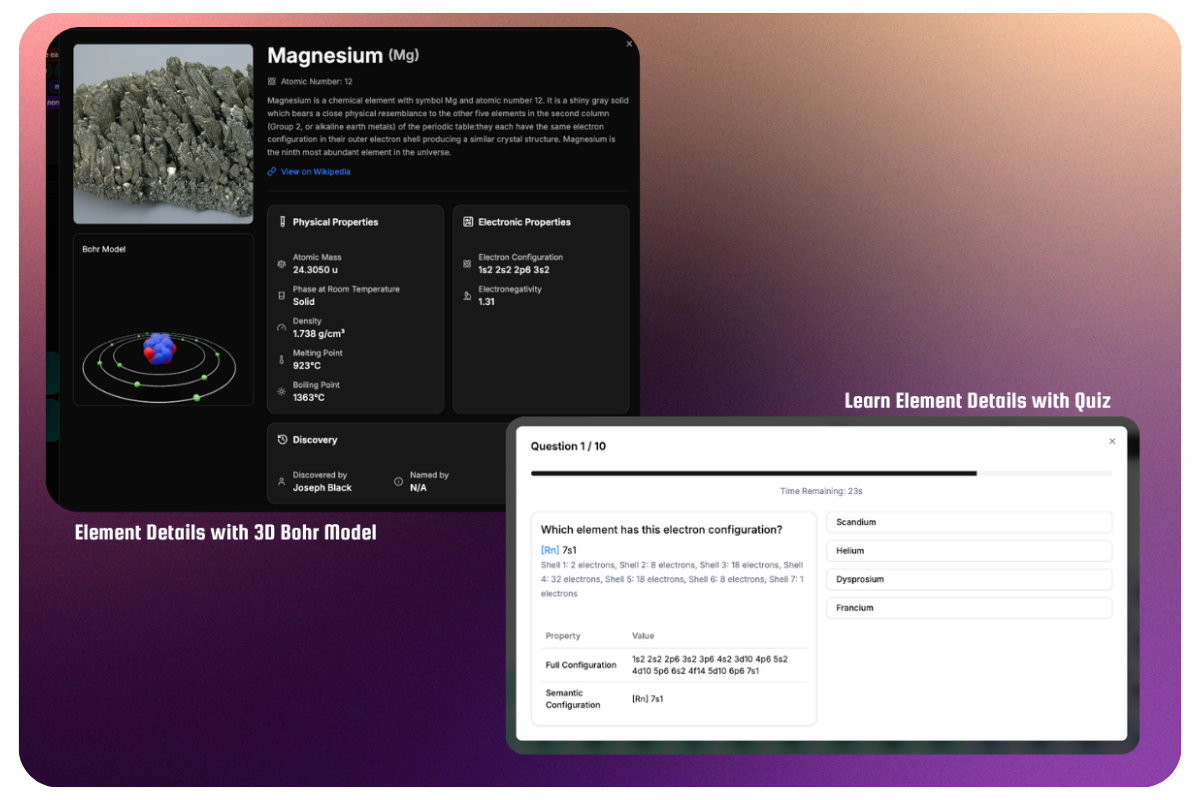 Magnesium (Mg)
Atomic Number: 12
Magnesium is a chemical element with symbol Mg and atomic number 12. It is a shiny gray solid
which bears a close physical resemblance to the other five elements in the second column
(Group 2, or alkaline earth metals) of the periodic table:they each have the same electron
configuration in their outer electron shell producing a similar crystal structure. Magnesium is
the ninth most abundant element in the universe.
View on Wikipedia
Bohr Model
Physical Properties
Atomic Mass
24.3050 u
Phase at Room Temperature
Solid
Density
1.738 g/cm³
Melting Point
923°C
Boiling Point
1363°C
Electronic Properties
Electron Configuration
1s2 2s2 2p6 3s2
Electronegativity
1.31
Discovery
Discovered by
Joseph Black
Named by
N/A
Element Details with 3D Bohr Model
Learn Element Details with Quiz
Question 1 / 10
Time Remaining: 23s
Which element has this electron configuration?
[Rn] 7s1
Shell 1: 2 electrons, Shell 2: 8 electrons, Shell 3: 18 electrons, Shell
4: 32 electrons, Shell 5: 18 electrons, Shell 6: 8 electrons, Shell 7: 1
electrons
Property Value
Full Configuration
1s2 2s2 2p6 3s2 3p6 4s2 3d10 4p6 5s2
4d10 5p6 6s2 4f14 5d10 6p6 7s1
Semantic
Configuration
[Rn] 7s1
Scandium
Helium
Dysprosium
Francium